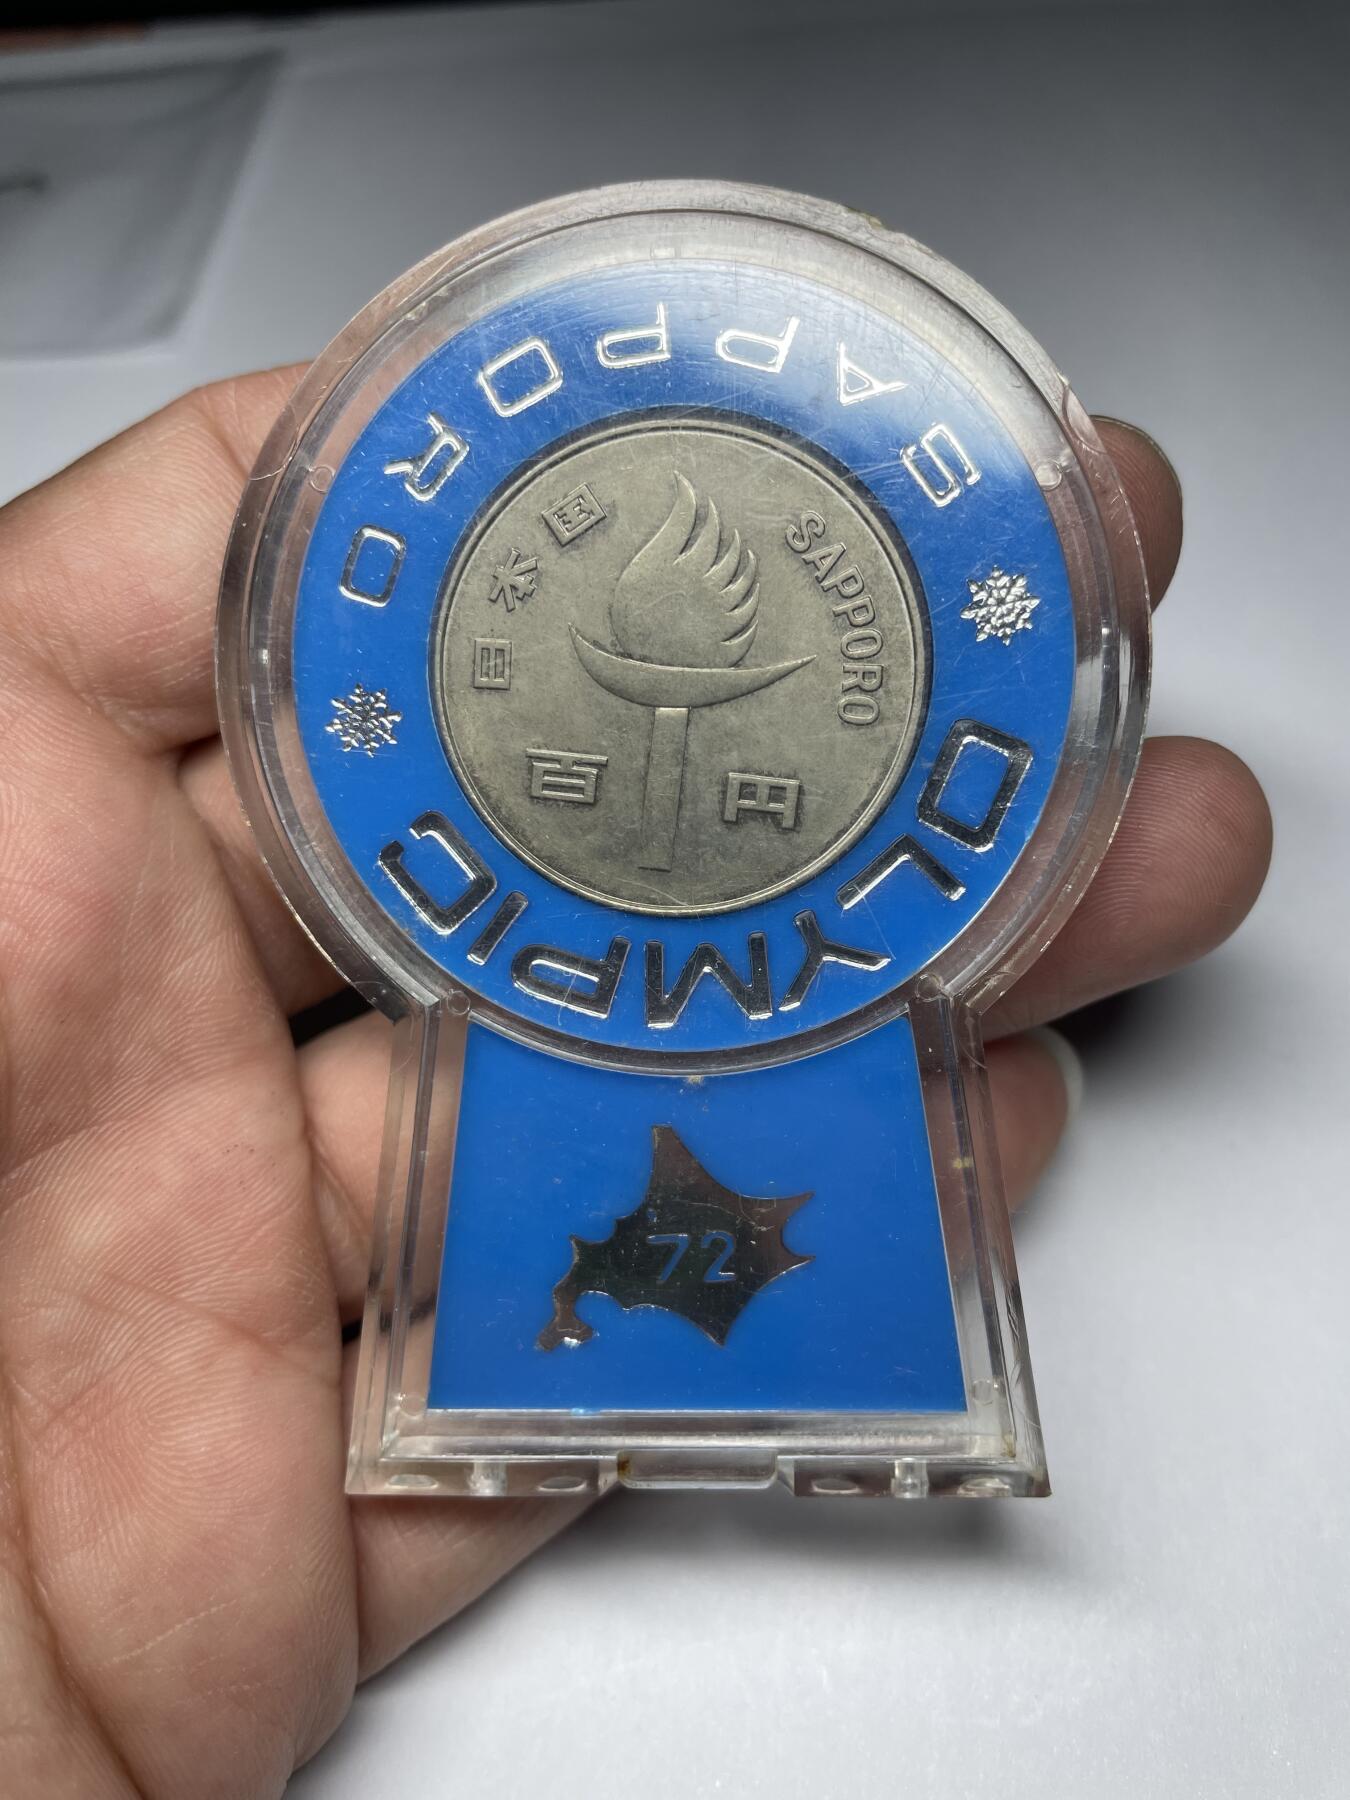 SAPPORO
OLYMPIC
日本国
SAPPORO
百円
72